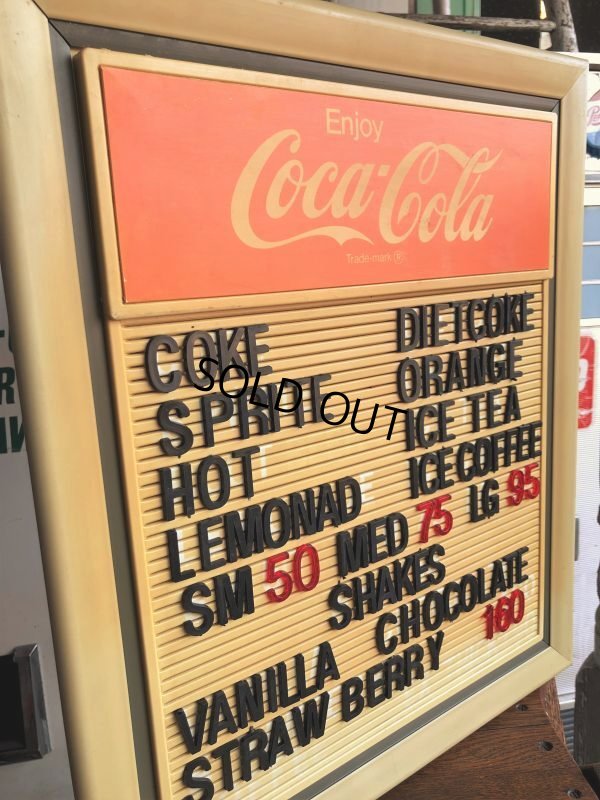 Enjoy
Coca-Cola
Trade-mark ®
COKE DIETCOKE
SPRITE ORANGE
SOLD OUT
HOT ICE TEA
LEMONAD ICE COFFEE
SM 50 MED 75 LG 95
SHAKES
VANILLA CHOCOLATE
STRAW BERRY 160